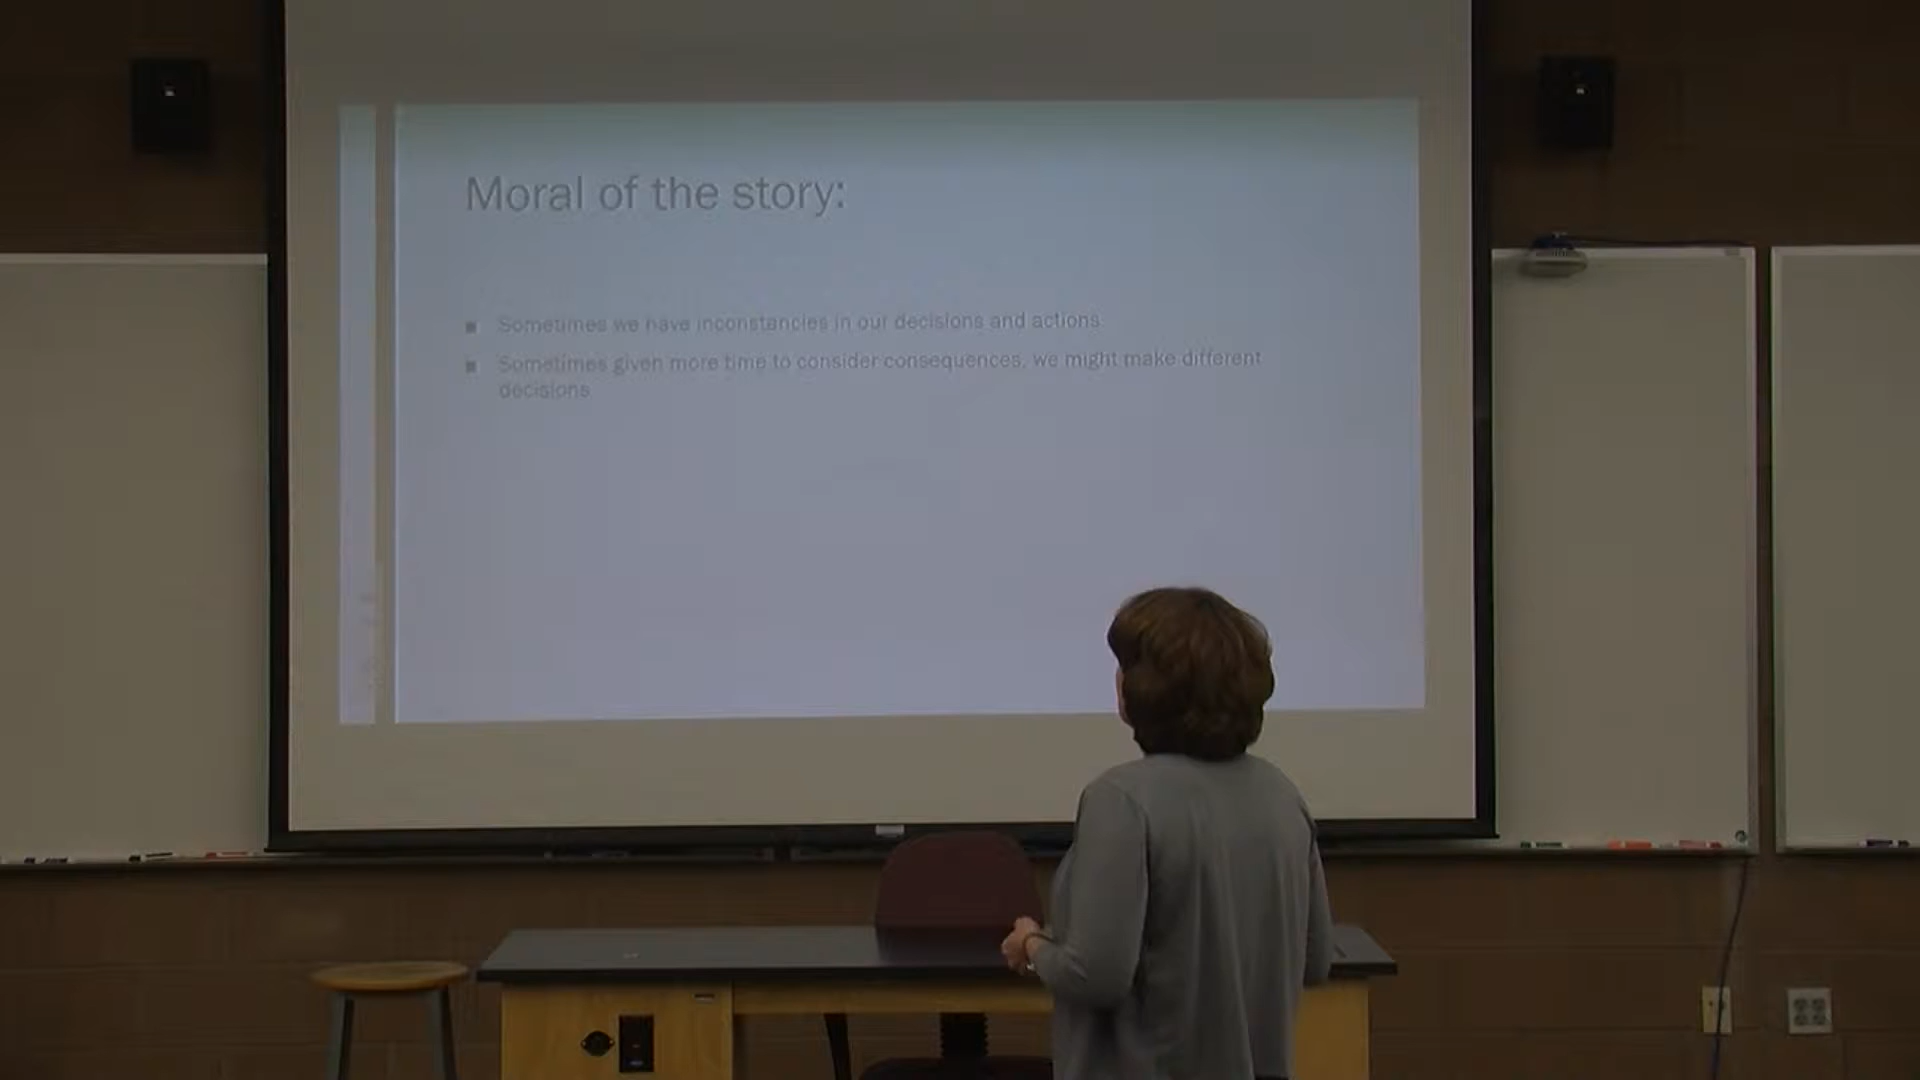 Moral of the story:
Sometimes we have inconstancies in our decisions and actions
Sometimes given more time to consider consequences, we might make different
decisions